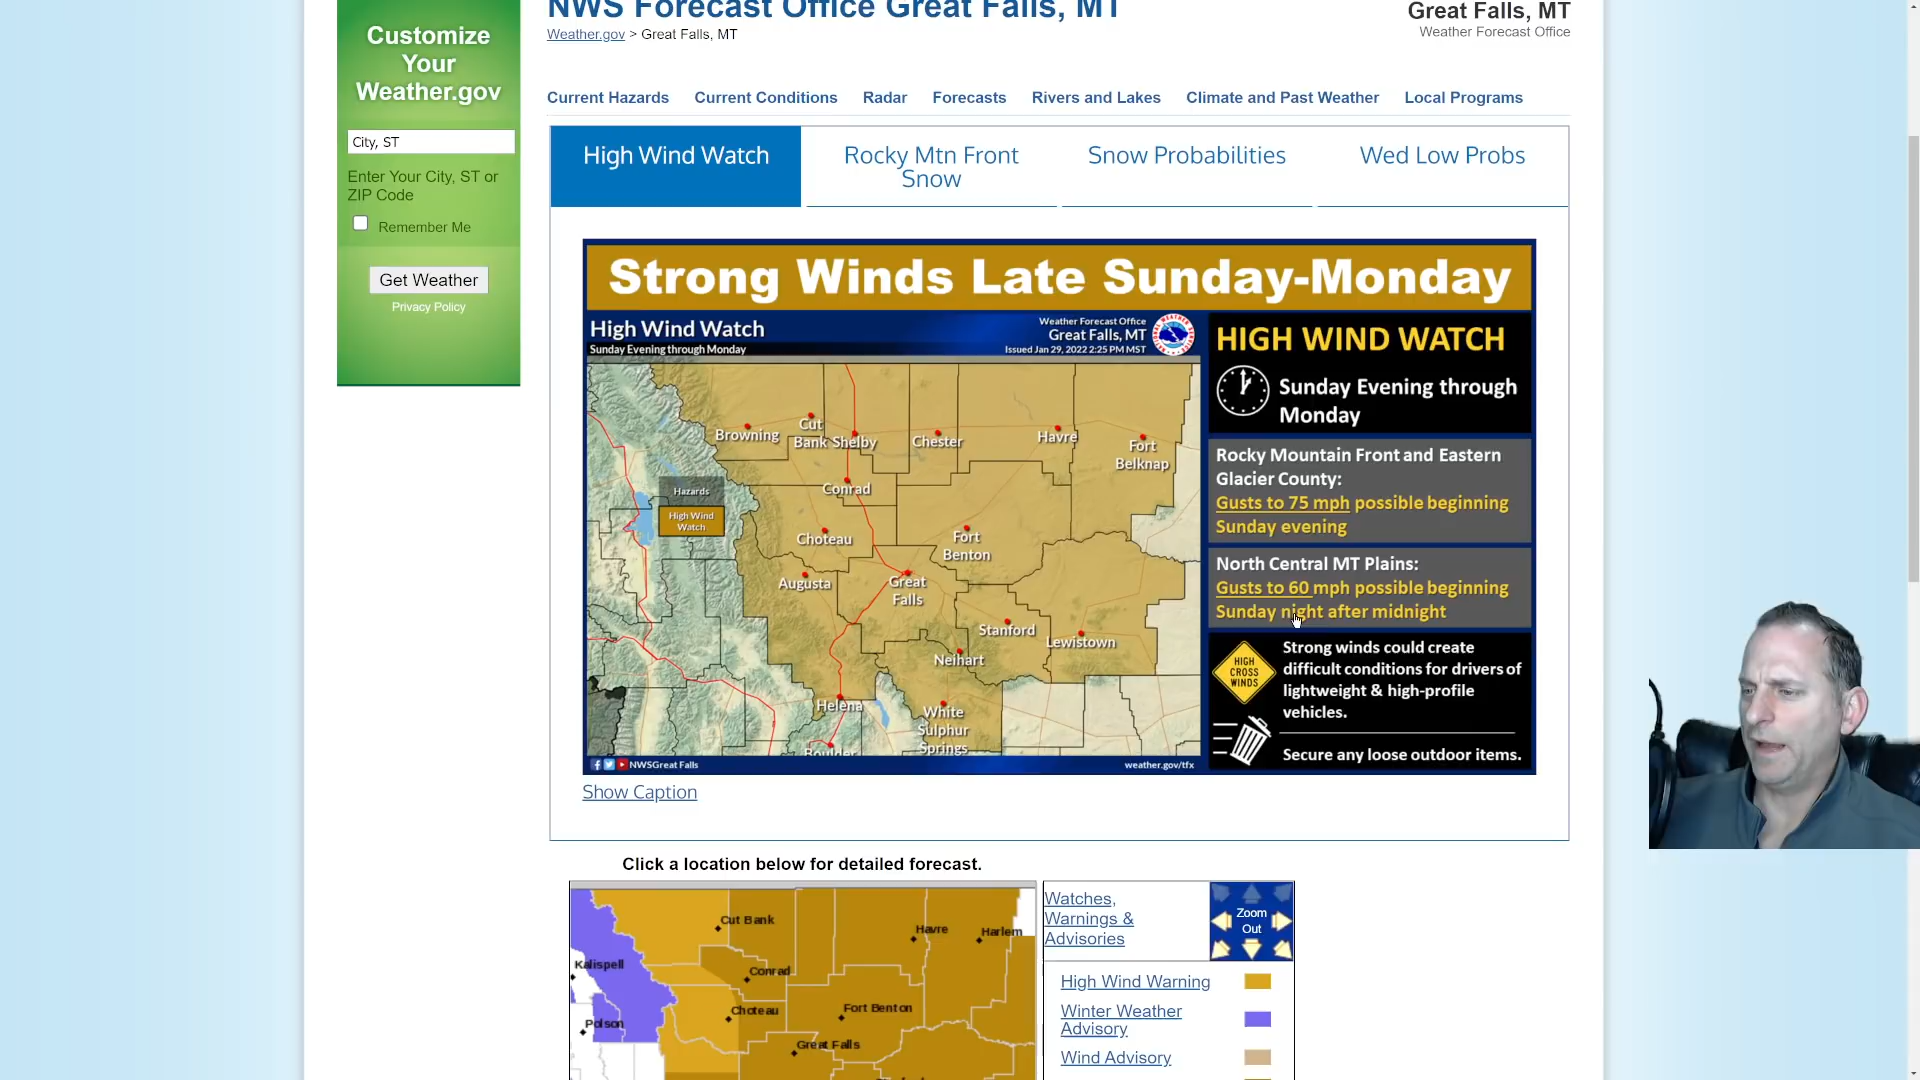 NWS Forecast Office Great Falls, MT
Weather.gov > Great Falls, MT
Great Falls, MT
Weather Forecast Office
Customize
Your
Weather.gov
City, ST
Enter Your City, ST or
ZIP Code
Remember Me
Get Weather
Privacy Policy
Current Hazards
Current Conditions
Radar
Forecasts
Rivers and Lakes
Climate and Past Weather
Local Programs
High Wind Watch
Rocky Mtn Front
Snow
Snow Probabilities
Wed Low Probs
Strong Winds Late Sunday-Monday
High Wind Watch
Sunday Evening through Monday
Weather Forecast Office
Great Falls, MT
Issued Jan 29, 2022 2:25 PM MST
Browning
Cut
Bank
Shelby
Chester
Havre
Fort
Belknap
Hazards
High Wind
Watch
Conrad
Choteau
Fort
Benton
Augusta
Great
Falls
Stanford
Lewistown
Neihart
Helena
White
Sulphur
Springs
Boulder
NWSGreat Falls
weather.gov/tfx
HIGH WIND WATCH
Sunday Evening through
Monday
Rocky Mountain Front and Eastern
Glacier County:
Gusts to 75 mph possible beginning
Sunday evening
North Central MT Plains:
Gusts to 60 mph possible beginning
Sunday night after midnight
HIGH
CROSS
WINDS
Strong winds could create
difficult conditions for drivers of
lightweight & high-profile
vehicles.
Secure any loose outdoor items.
Show Caption
Click a location below for detailed forecast.
Cut Bank
Havre
Harlem
Kalispell
Conrad
Choteau
Fort Benton
Polson
Great Falls
Watches,
Warnings &
Advisories
Zoom
Out
High Wind Warning
Winter Weather
Advisory
Wind Advisory